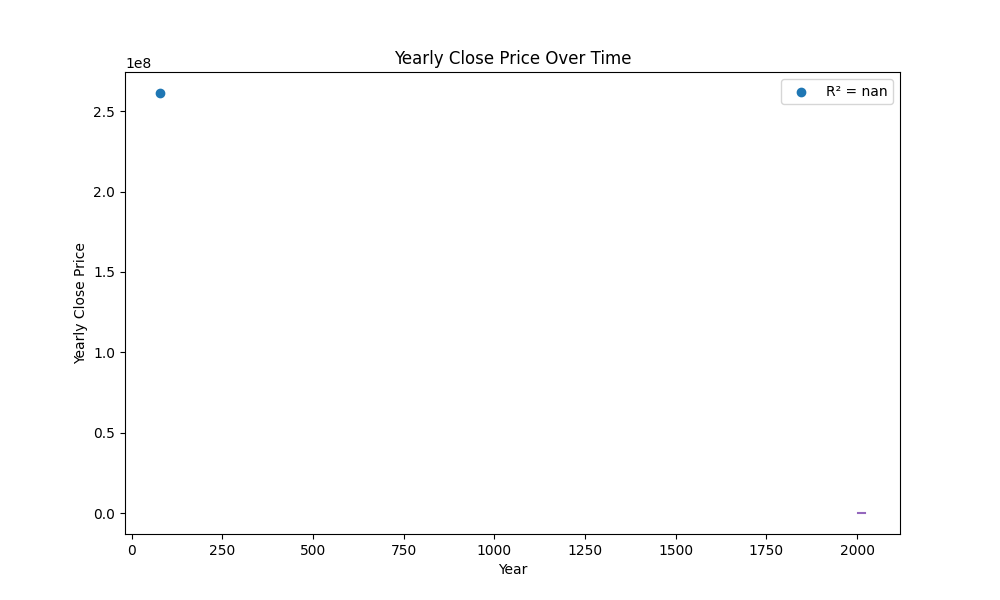 Yearly Close Price Over Time
1e8
R² = nan
2.5
2.0
1.5
1.0
0.5
0.0
Yearly Close Price
0 250 500 750 1000 1250 1500 1750 2000
Year